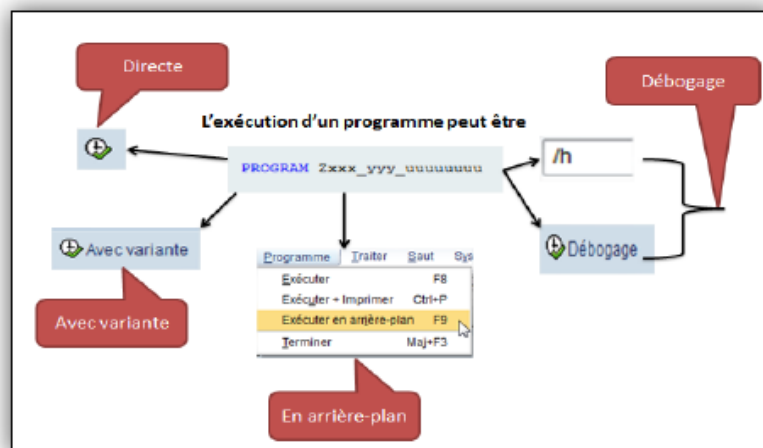 Directe
Débogage
L'exécution d'un programme peut être
/h
PROGRAM Zxxx_yyy_uuuuuuuu
Avec variante
Débogage
Programme Traiter Saut Sys
Exécuter F8
Exécuter + Imprimer Ctrl+P
Exécuter en arrière-plan F9
Terminer Maj+F3
Avec variante
En arrière-plan